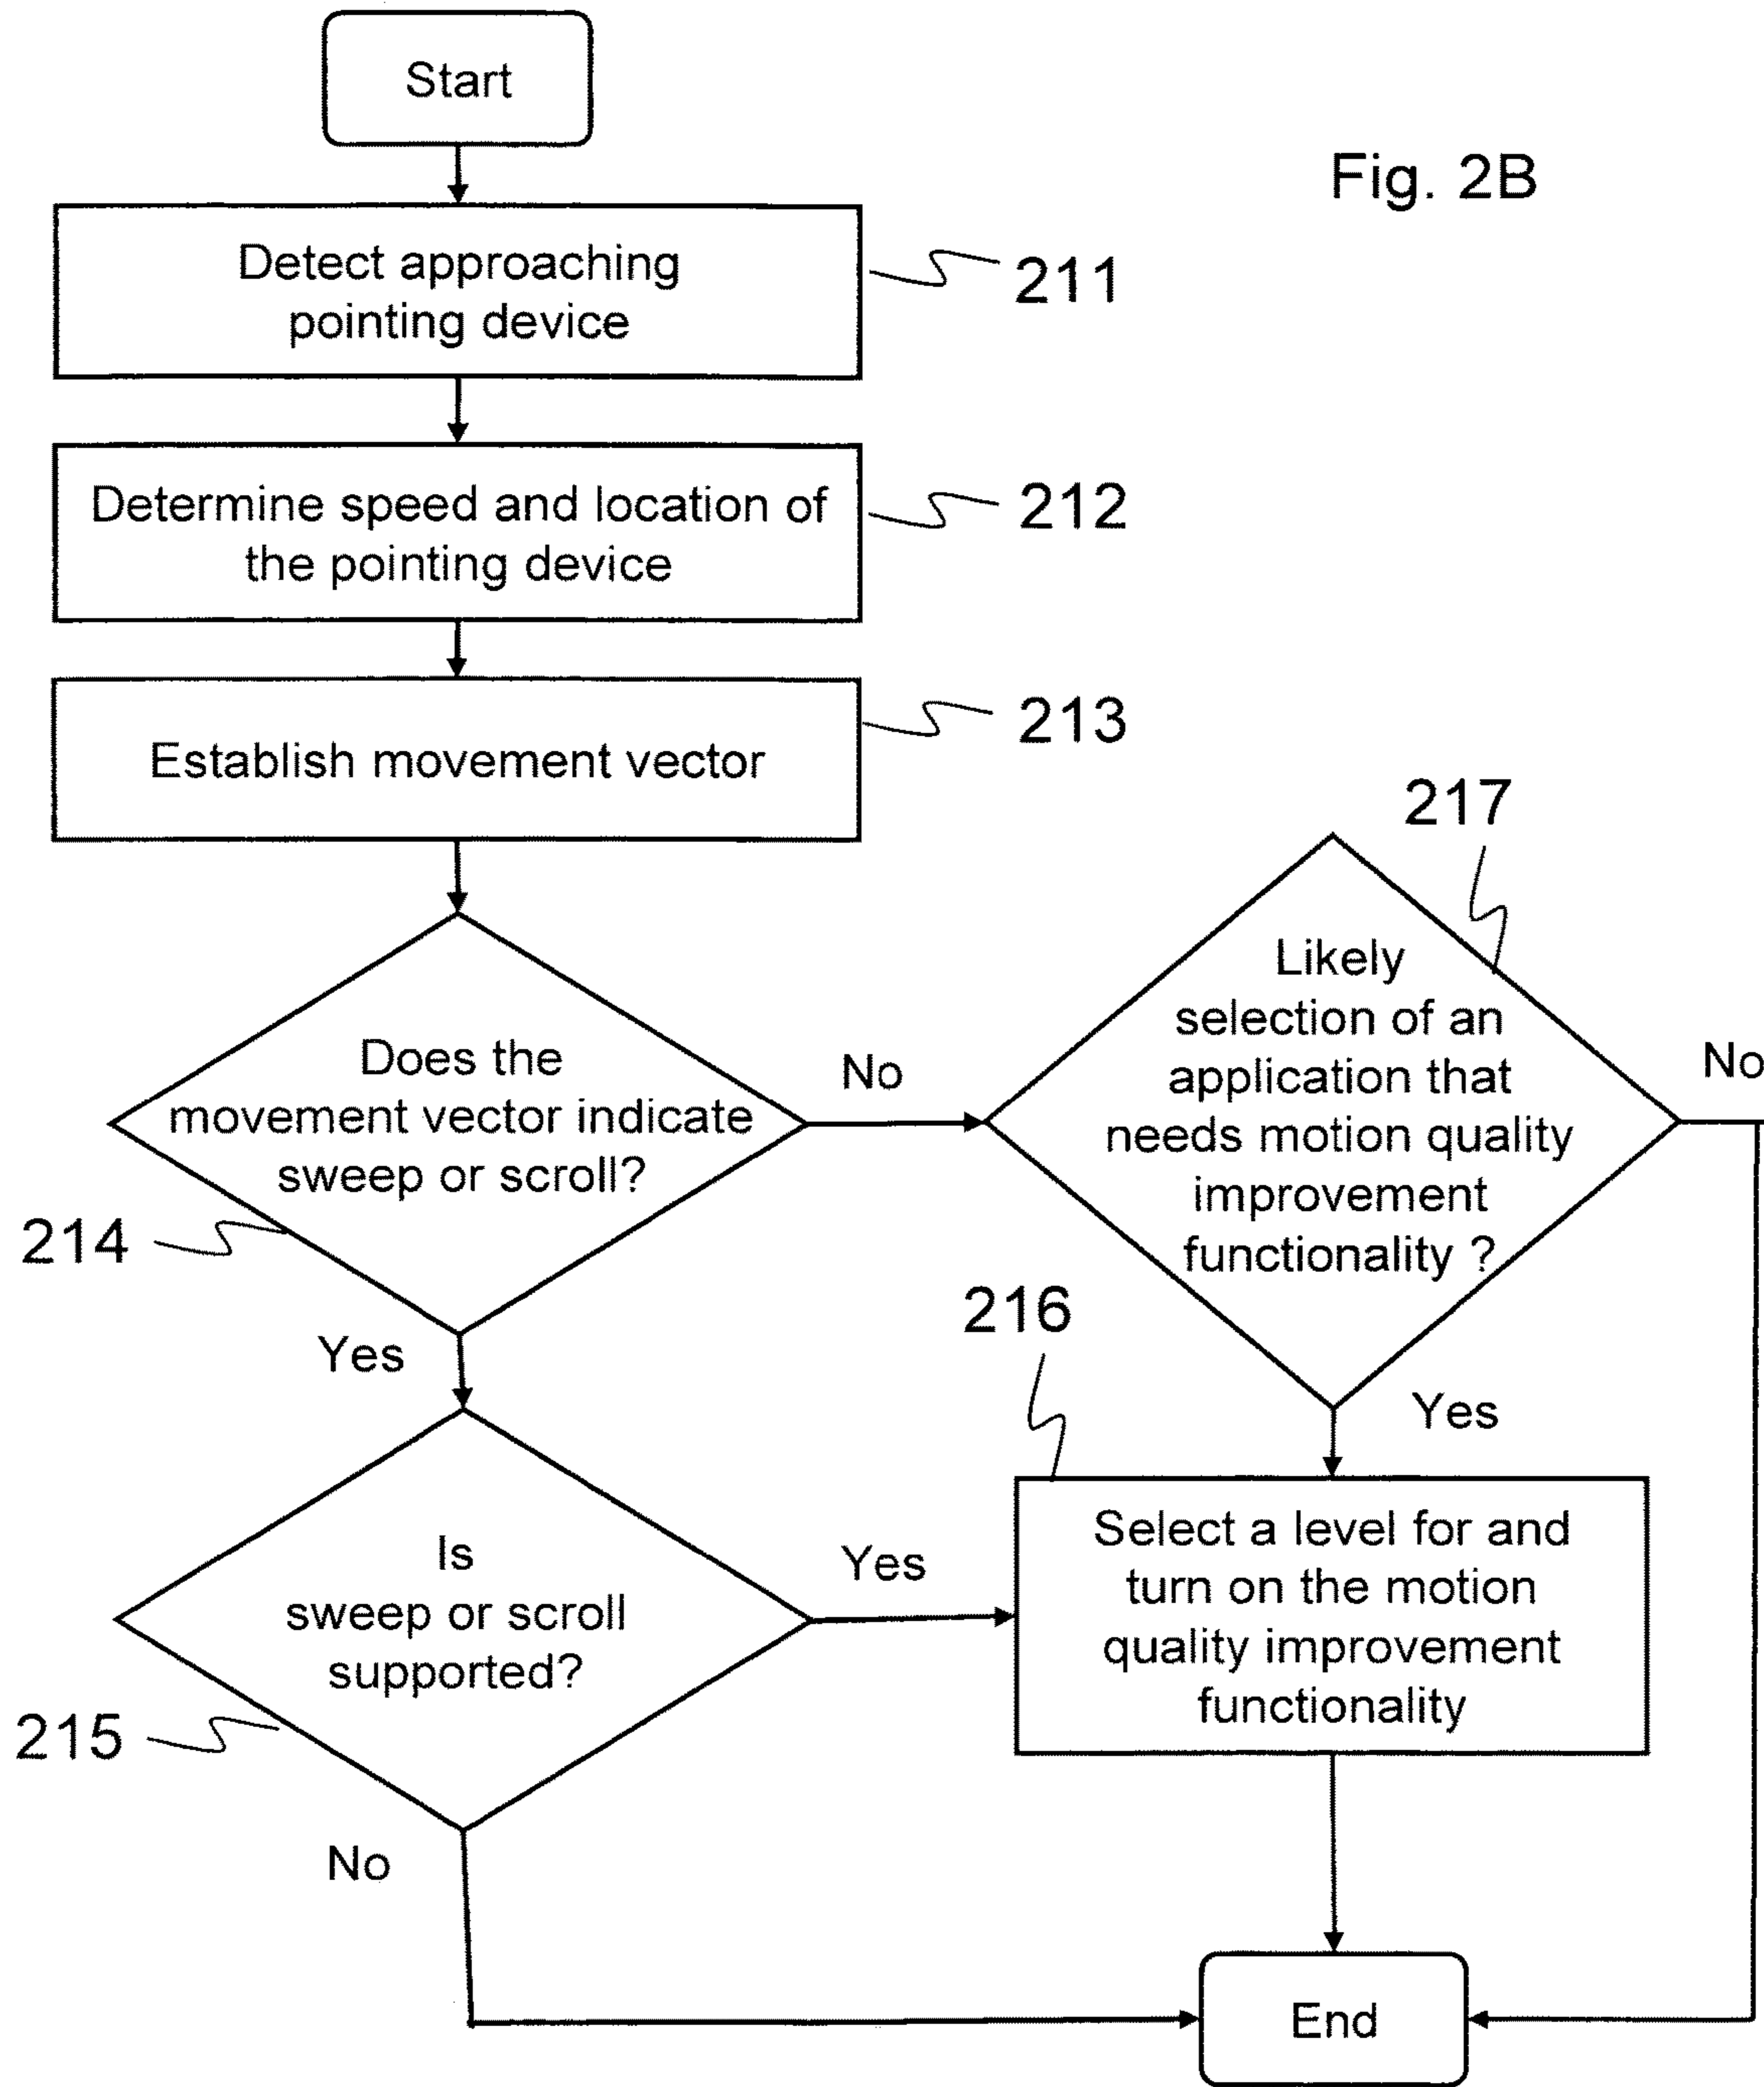 Start
Fig. 2B
Detect approaching
pointing device
211
Determine speed and location of
the pointing device
212
Establish movement vector
213
217
Does the
movement vector indicate
sweep or scroll?
214
No
Likely
selection of an
application that
needs motion quality
improvement
functionality ?
No
Yes
216
Yes
Is
sweep or scroll
supported?
215
Yes
Select a level for and
turn on the motion
quality improvement
functionality
No
End